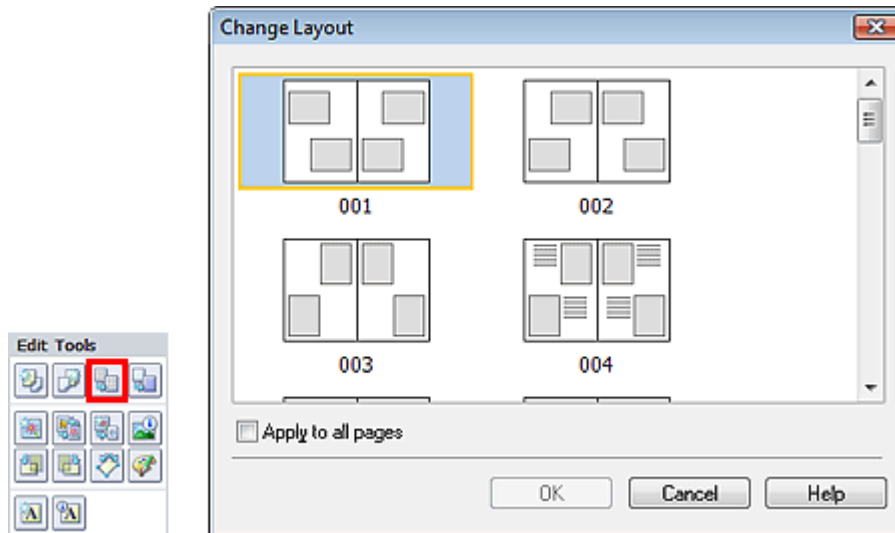 Change Layout
001
002
003
004
Edit Tools
Apply to all pages
OK
Cancel
Help